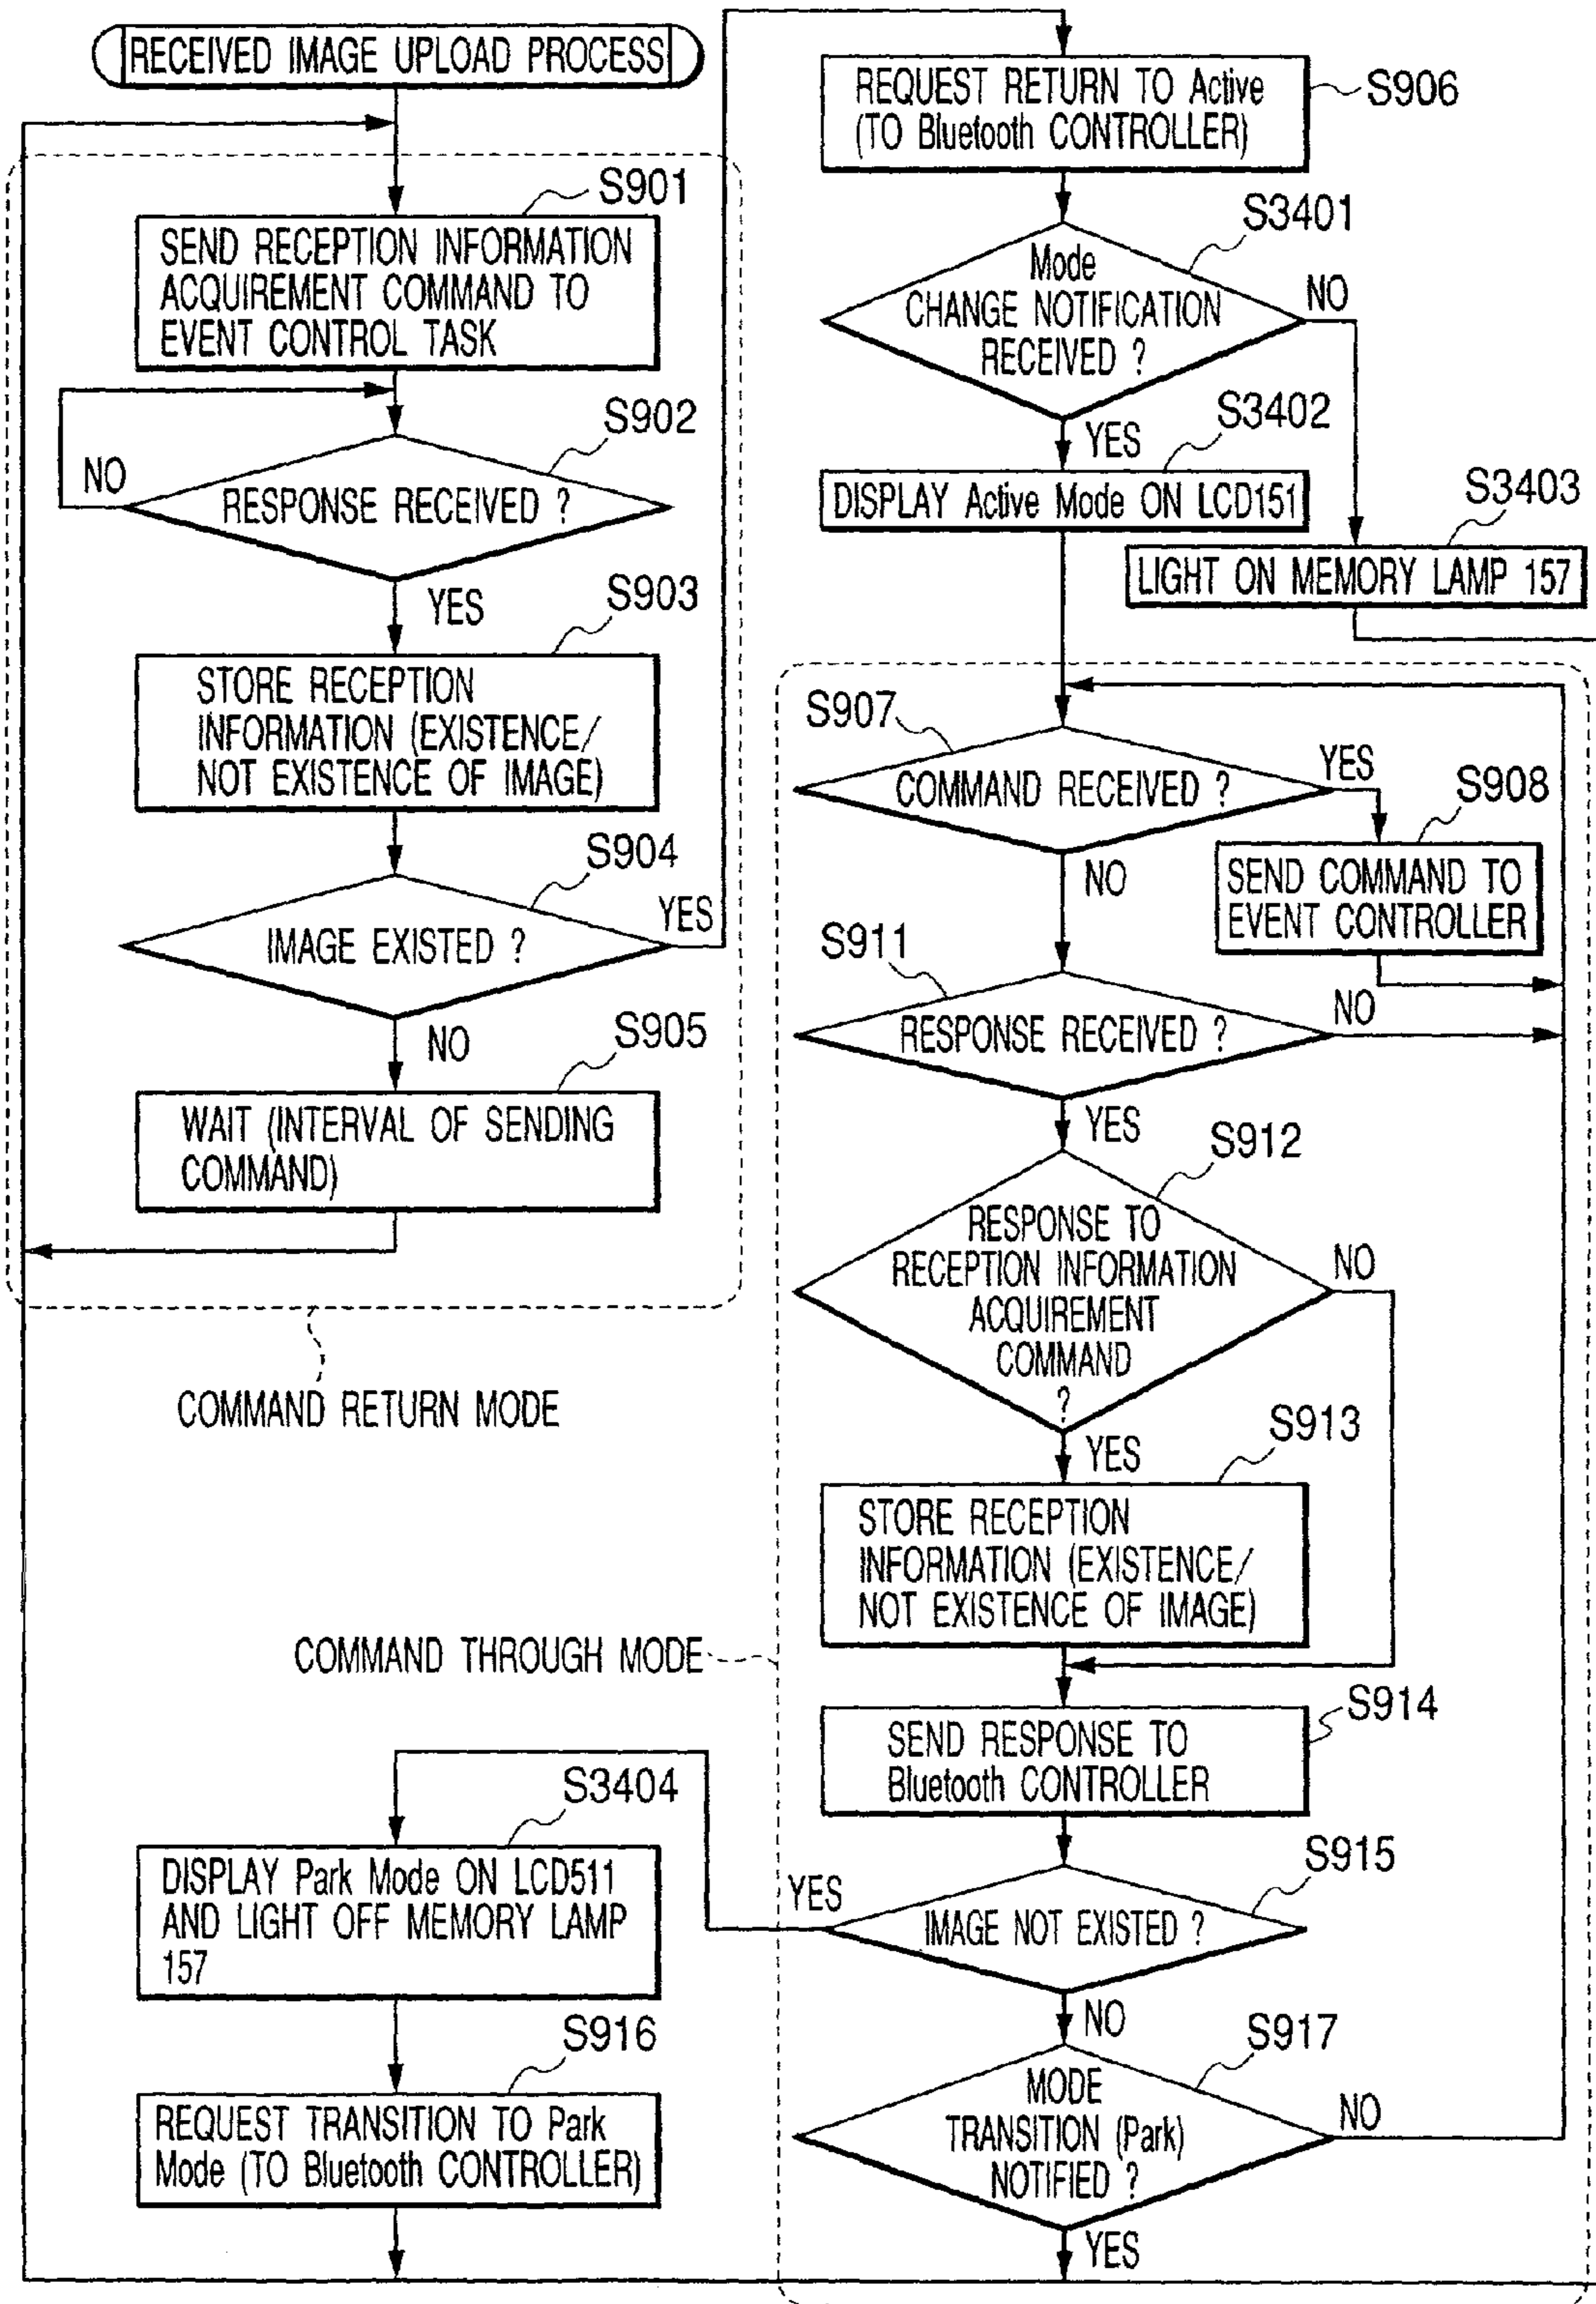 RECEIVED IMAGE UPLOAD PROCESS
S901
SEND RECEPTION INFORMATION
ACQUIREMENT COMMAND TO
EVENT CONTROL TASK
S902
NO
RESPONSE RECEIVED ?
YES
S903
STORE RECEPTION
INFORMATION (EXISTENCE/
NOT EXISTENCE OF IMAGE)
S904
YES
IMAGE EXISTED ?
NO
S905
WAIT (INTERVAL OF SENDING
COMMAND)
COMMAND RETURN MODE
REQUEST RETURN TO Active
(TO Bluetooth CONTROLLER)
S906
S3401
Mode
CHANGE NOTIFICATION
RECEIVED ?
NO
YES
S3402
DISPLAY Active Mode ON LCD151
S3403
LIGHT ON MEMORY LAMP 157
S907
COMMAND RECEIVED ?
YES
S908
SEND COMMAND TO
EVENT CONTROLLER
NO
S911
RESPONSE RECEIVED ?
NO
YES
S912
RESPONSE TO
RECEPTION INFORMATION
ACQUIREMENT
COMMAND
?
NO
YES
S913
STORE RECEPTION
INFORMATION (EXISTENCE/
NOT EXISTENCE OF IMAGE)
COMMAND THROUGH MODE
S914
SEND RESPONSE TO
Bluetooth CONTROLLER
S915
YES
IMAGE NOT EXISTED ?
NO
S3404
DISPLAY Park Mode ON LCD511
AND LIGHT OFF MEMORY LAMP
157
S916
REQUEST TRANSITION TO Park
Mode (TO Bluetooth CONTROLLER)
S917
MODE
TRANSITION (Park)
NOTIFIED ?
NO
YES